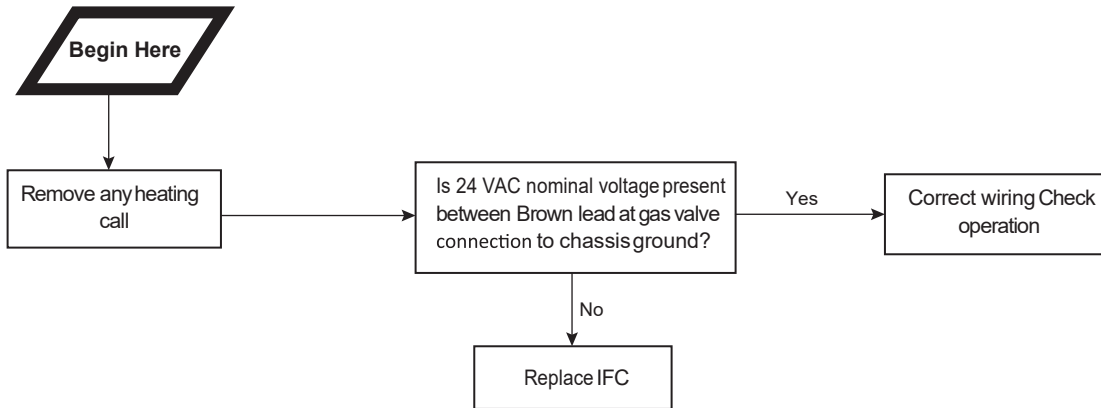 Begin Here
Remove any heating
call
Is 24 VAC nominal voltage present
between Brown lead at gas valve
connection to chassis ground?
Yes
Correct wiring Check
operation
No
Replace IFC